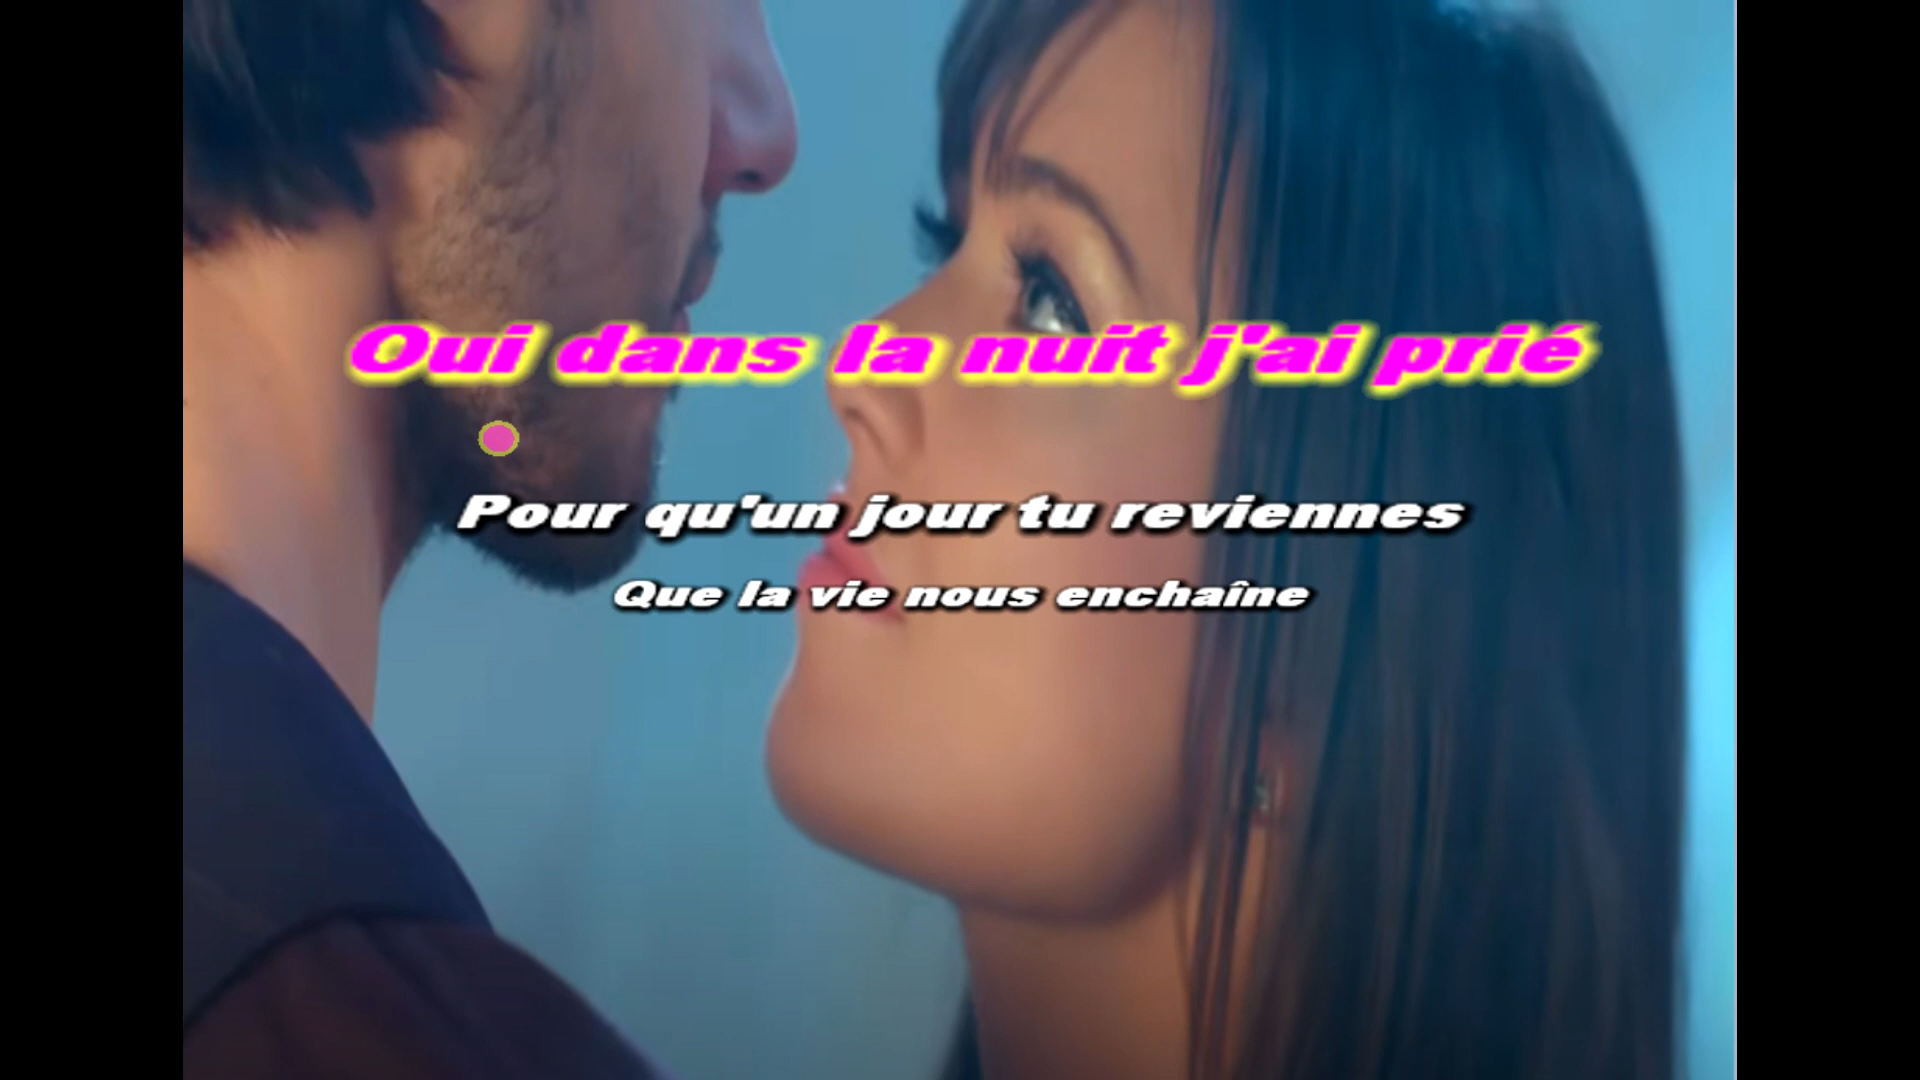 Oui dans la nuit j'ai prié
Pour qu'un jour tu reviennes
Que la vie nous enchaîne